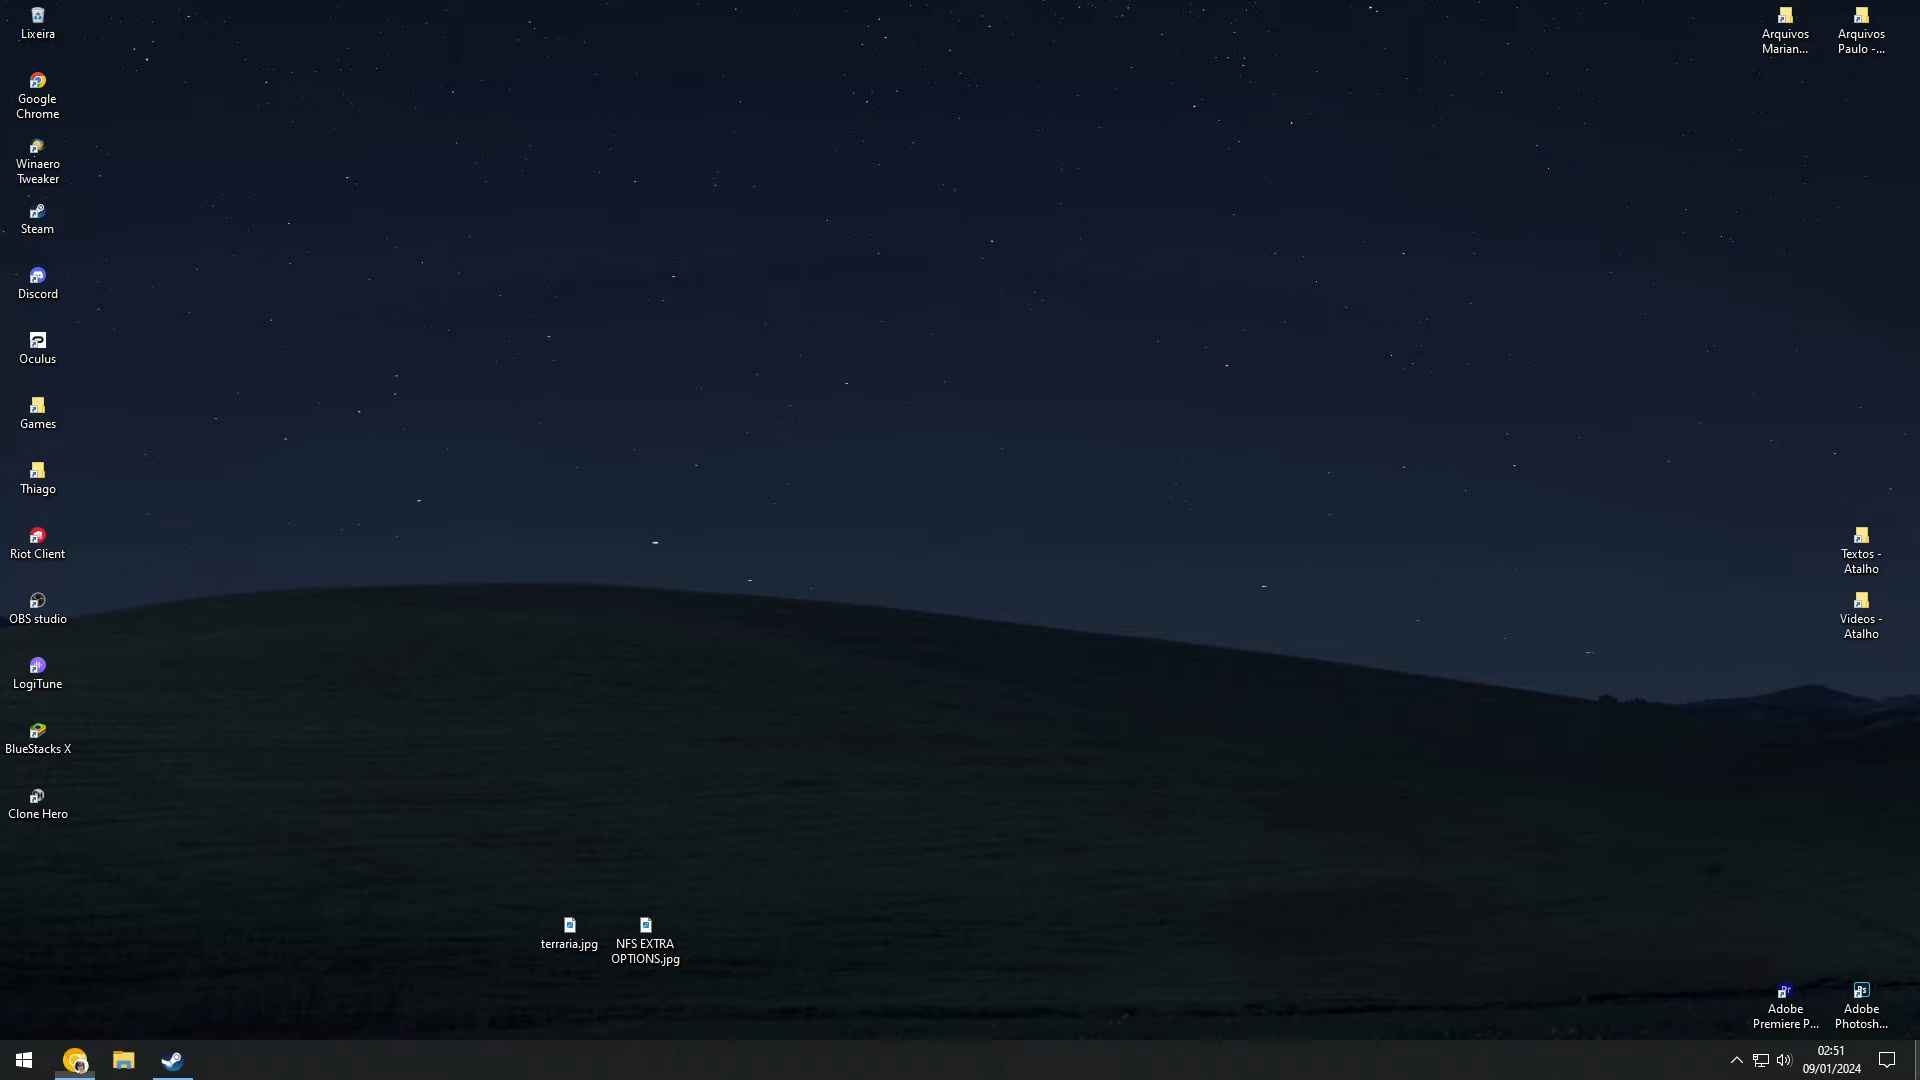 Lixeira
Google
Chrome
Winaero
Tweaker
Steam
Discord
Oculus
Games
Thiago
Riot Client
OBS studio
LogiTune
BlueStacks X
Clone Hero
terraria.jpg
NFS EXTRA
OPTIONS.jpg
Arquivos
Marian...
Arquivos
Paulo -...
Textos -
Atalho
Videos -
Atalho
Adobe
Premiere P...
Adobe
Photosh...
02:51
09/01/2024